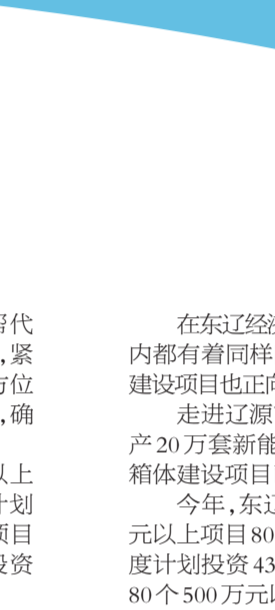 帮代
,紧
方位
,确
以上
计划
项目
投资
在东辽经济
内都有着同样
建设项目也正向
走进辽源
产20万套新能
箱体建设项目
今年,东辽
元以上项目80
度计划投资43
80个500万元以